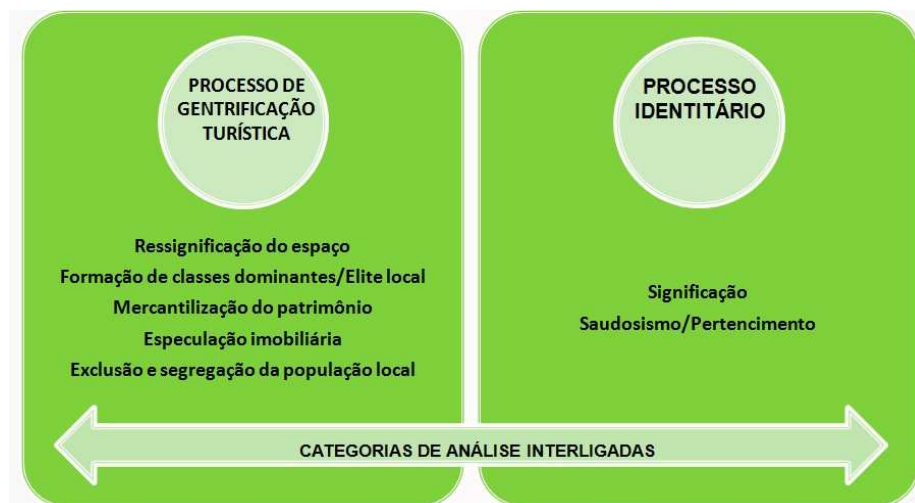 PROCESSO DE
GENTRIFICAÇÃO
TURÍSTICA
Ressignificação do espaço
Formação de classes dominantes/Elite local
Mercantilização do patrimônio
Especulação imobiliária
Exclusão e segregação da população local
PROCESSO
IDENTITÁRIO
Significação
Saudosismo/Pertencimento
CATEGORIAS DE ANÁLISE INTERLIGADAS